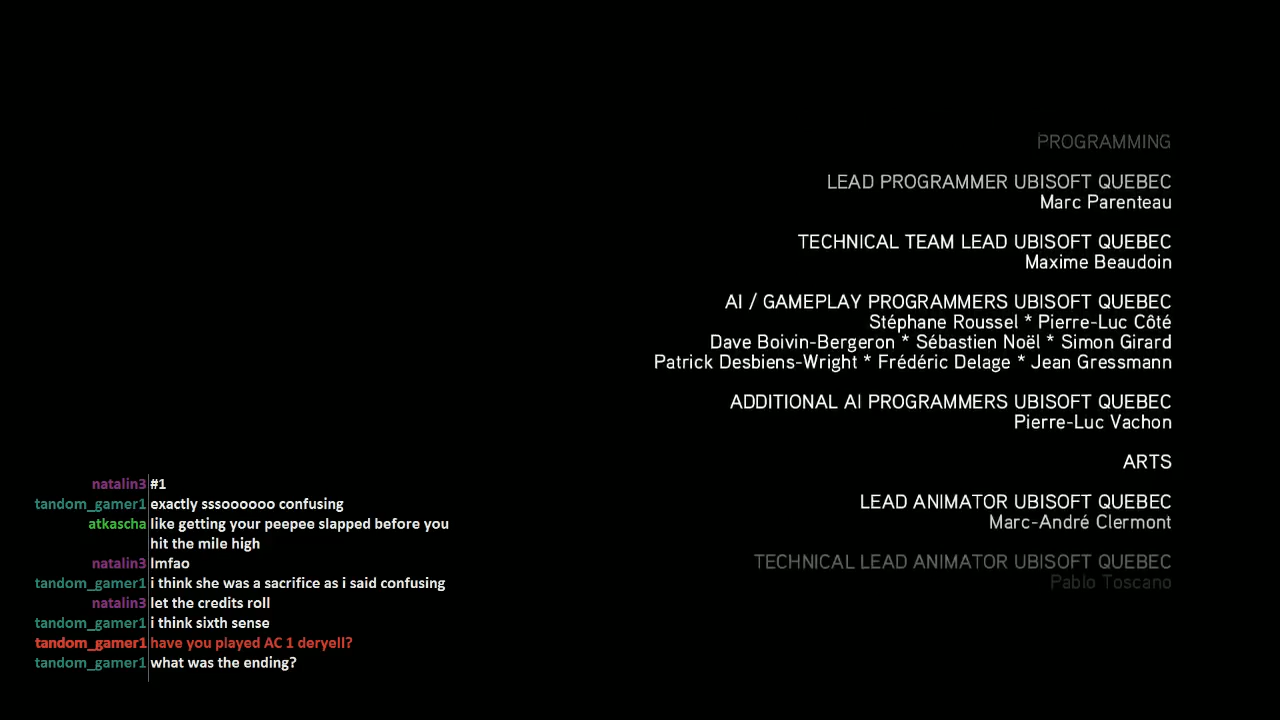 PROGRAMMING
LEAD PROGRAMMER UBISOFT QUEBEC
Marc Parenteau
TECHNICAL TEAM LEAD UBISOFT QUEBEC
Maxime Beaudoin
AI / GAMEPLAY PROGRAMMERS UBISOFT QUEBEC
Stéphane Roussel * Pierre-Luc Côté
Dave Boivin-Bergeron * Sébastien Noël * Simon Girard
Patrick Desbiens-Wright * Frédéric Delage * Jean Gressmann
ADDITIONAL AI PROGRAMMERS UBISOFT QUEBEC
Pierre-Luc Vachon
ARTS
LEAD ANIMATOR UBISOFT QUEBEC
Marc-André Clermont
TECHNICAL LEAD ANIMATOR UBISOFT QUEBEC
Pablo Toscano
natalin3 #1
tandom_gamer1 exactly sssoooooo confusing
atkascha like getting your peepee slapped before you
hit the mile high
natalin3 lmfao
tandom_gamer1 i think she was a sacrifice as i said confusing
natalin3 let the credits roll
tandom_gamer1 i think sixth sense
tandom_gamer1 have you played AC 1 deryell?
tandom_gamer1 what was the ending?